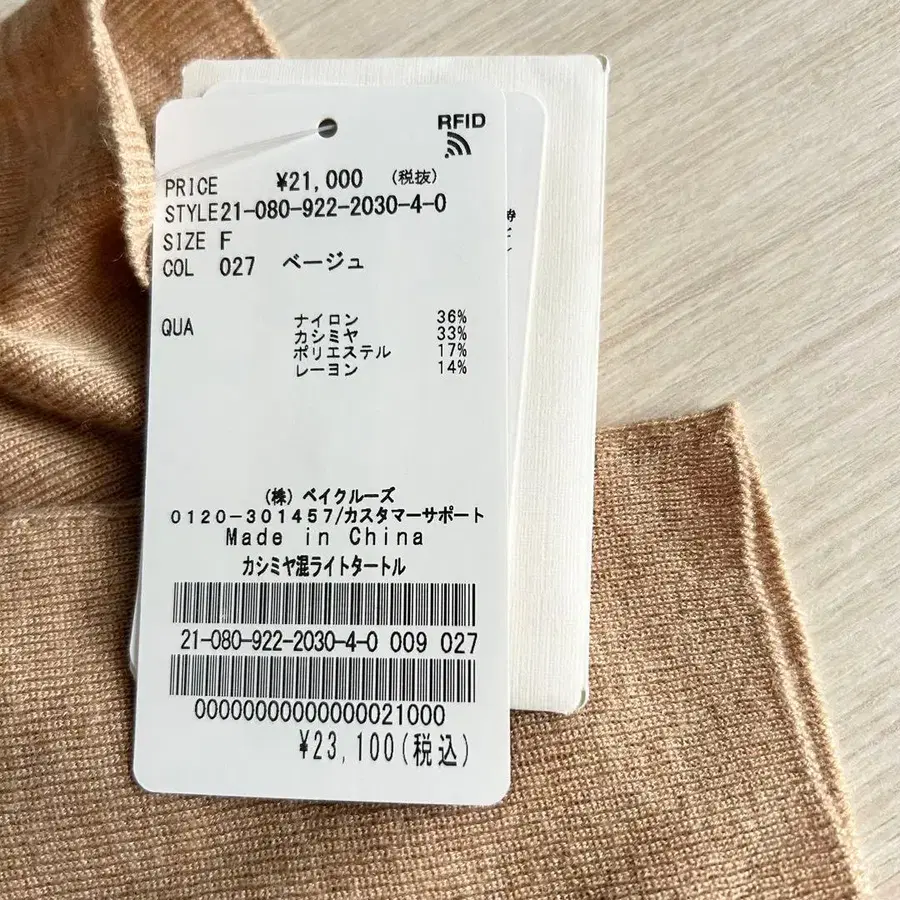 RFID
PRICE ¥21,000 (税抜)
STYLE21-080-922-2030-4-0
SIZE F
COL 027 ベージュ
QUA ナイロン 36%
カシミヤ 33%
ポリエステル 17%
レーヨン 14%
(株) ベイクルーズ
0120-301457/カスタマーサポート
Made in China
カシミヤ混ライトタートル
21-080-922-2030-4-0 009 027
00000000000000021000
¥23,100(税込)